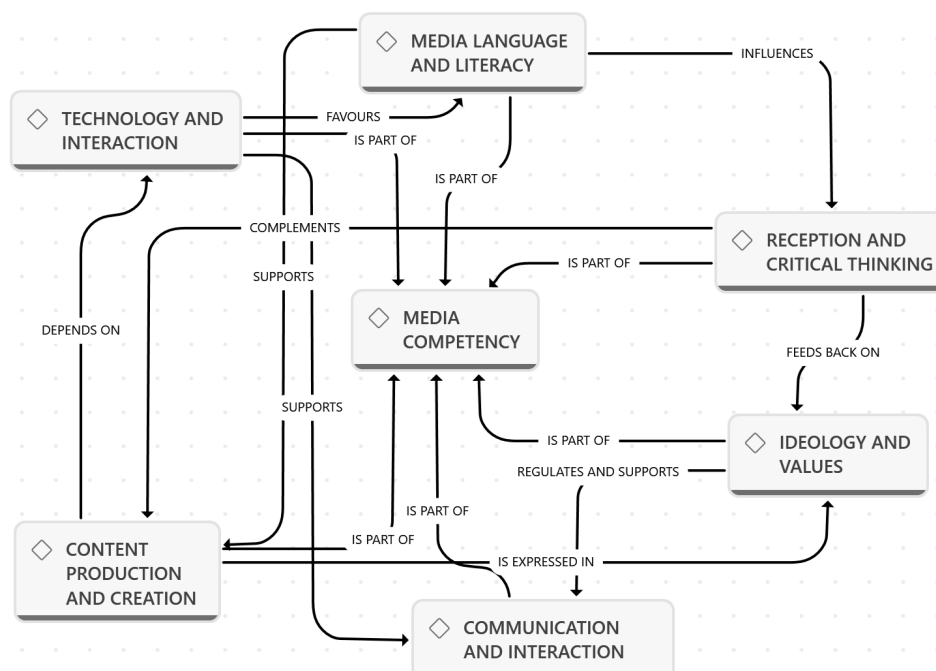 MEDIA LANGUAGE
AND LITERACY
INFLUENCES
TECHNOLOGY AND
INTERACTION
FAVOURS
IS PART OF
IS PART OF
COMPLEMENTS
RECEPTION AND
CRITICAL THINKING
IS PART OF
SUPPORTS
MEDIA
COMPETENCY
DEPENDS ON
FEEDS BACK ON
SUPPORTS
IDEOLOGY AND
VALUES
IS PART OF
REGULATES AND SUPPORTS
IS PART OF
IS PART OF
CONTENT
PRODUCTION
AND CREATION
IS EXPRESSED IN
COMMUNICATION
AND INTERACTION